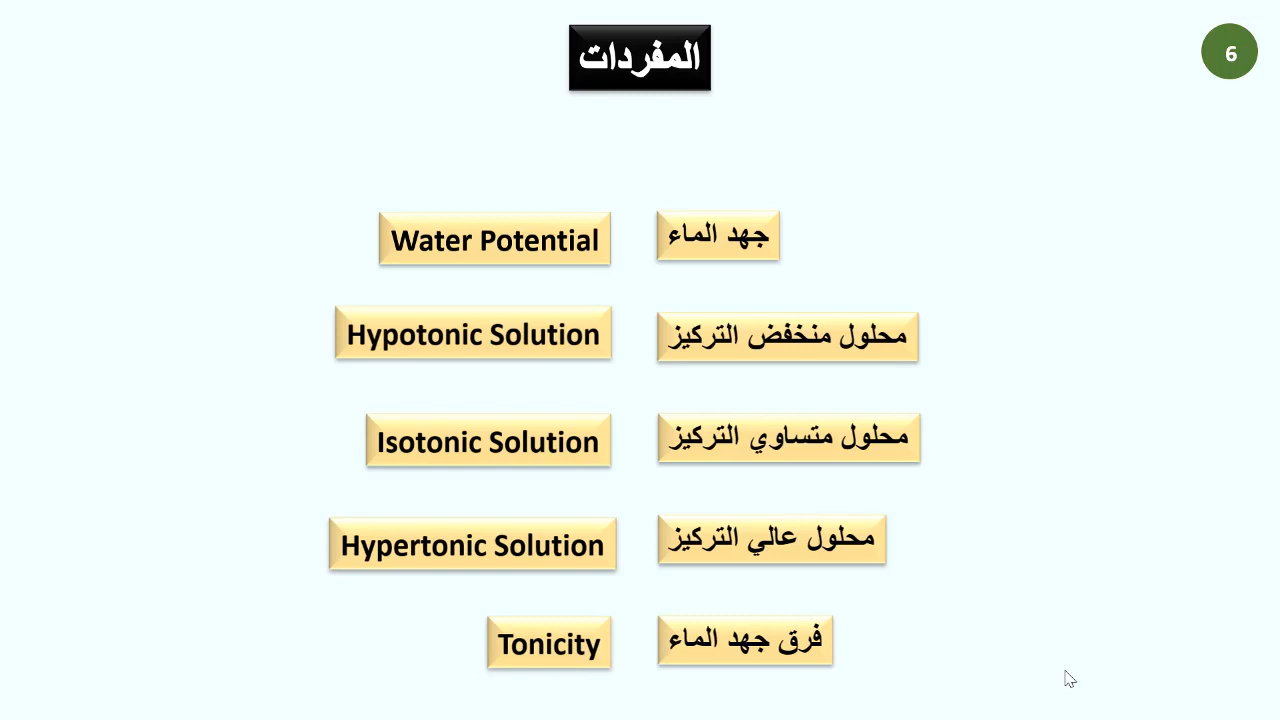 المفردات
6
جهد الماء
Water Potential
محلول منخفض التركيز
Hypotonic Solution
محلول متساوي التركيز
Isotonic Solution
محلول عالي التركيز
Hypertonic Solution
فرق جهد الماء
Tonicity